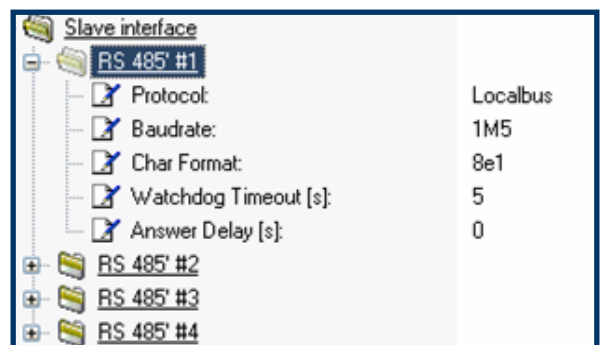 Slave interface
RS 485' #1
Protocol: Localbus
Baudrate: 1M5
Char Format: 8e1
Watchdog Timeout [s]: 5
Answer Delay [s]: 0
RS 485' #2
RS 485' #3
RS 485' #4